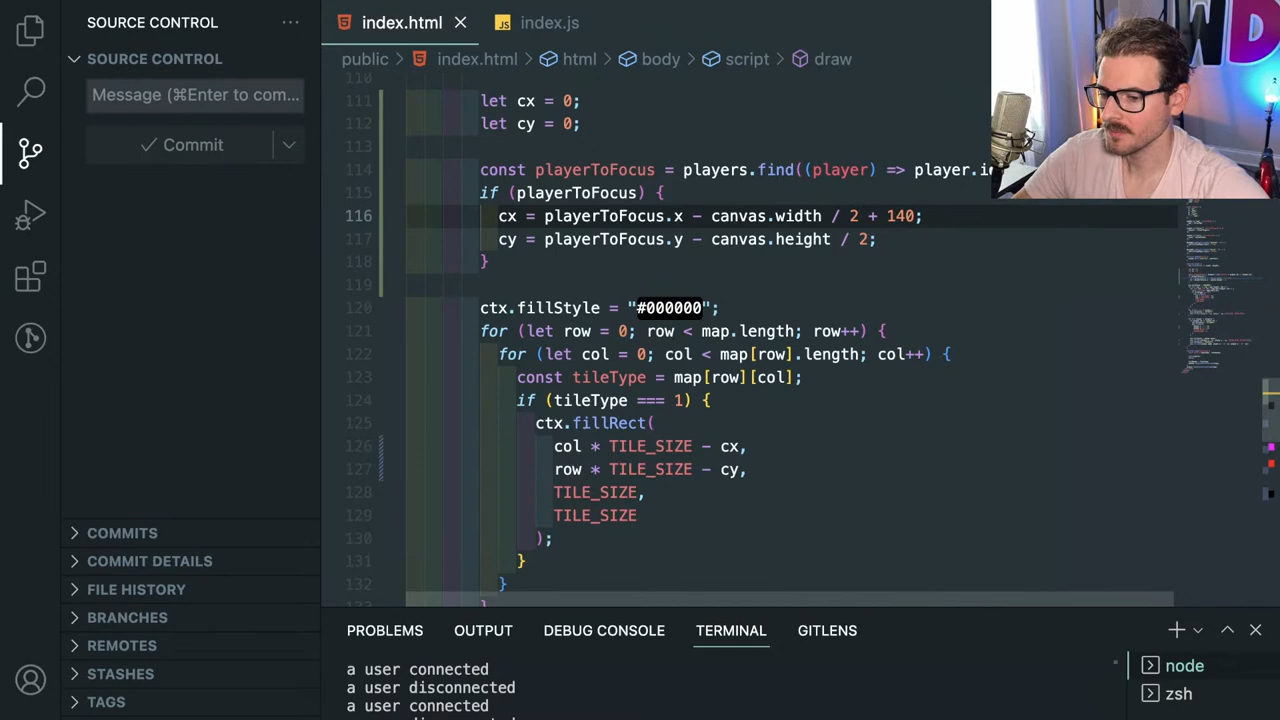 SOURCE CONTROL
SOURCE CONTROL
Message (⌘Enter to com...
Commit
COMMITS
COMMIT DETAILS
FILE HISTORY
BRANCHES
REMOTES
STASHES
TAGS
index.html
JS index.js
public > index.html > html > body > script > draw
110
111 let cx = 0;
112 let cy = 0;
113
114 const playerToFocus = players.find((player) => player.i
115 if (playerToFocus) {
116 cx = playerToFocus.x - canvas.width / 2 + 140;
117 cy = playerToFocus.y - canvas.height / 2;
118 }
119
120 ctx.fillStyle = "#000000";
121 for (let row = 0; row < map.length; row++) {
122 for (let col = 0; col < map[row].length; col++) {
123 const tileType = map[row][col];
124 if (tileType === 1) {
125 ctx.fillRect(
126 col * TILE_SIZE - cx,
127 row * TILE_SIZE - cy,
128 TILE_SIZE,
129 TILE_SIZE
130 );
131 }
132 }
PROBLEMS OUTPUT DEBUG CONSOLE TERMINAL GITLENS
a user connected
a user disconnected
a user connected
node
zsh